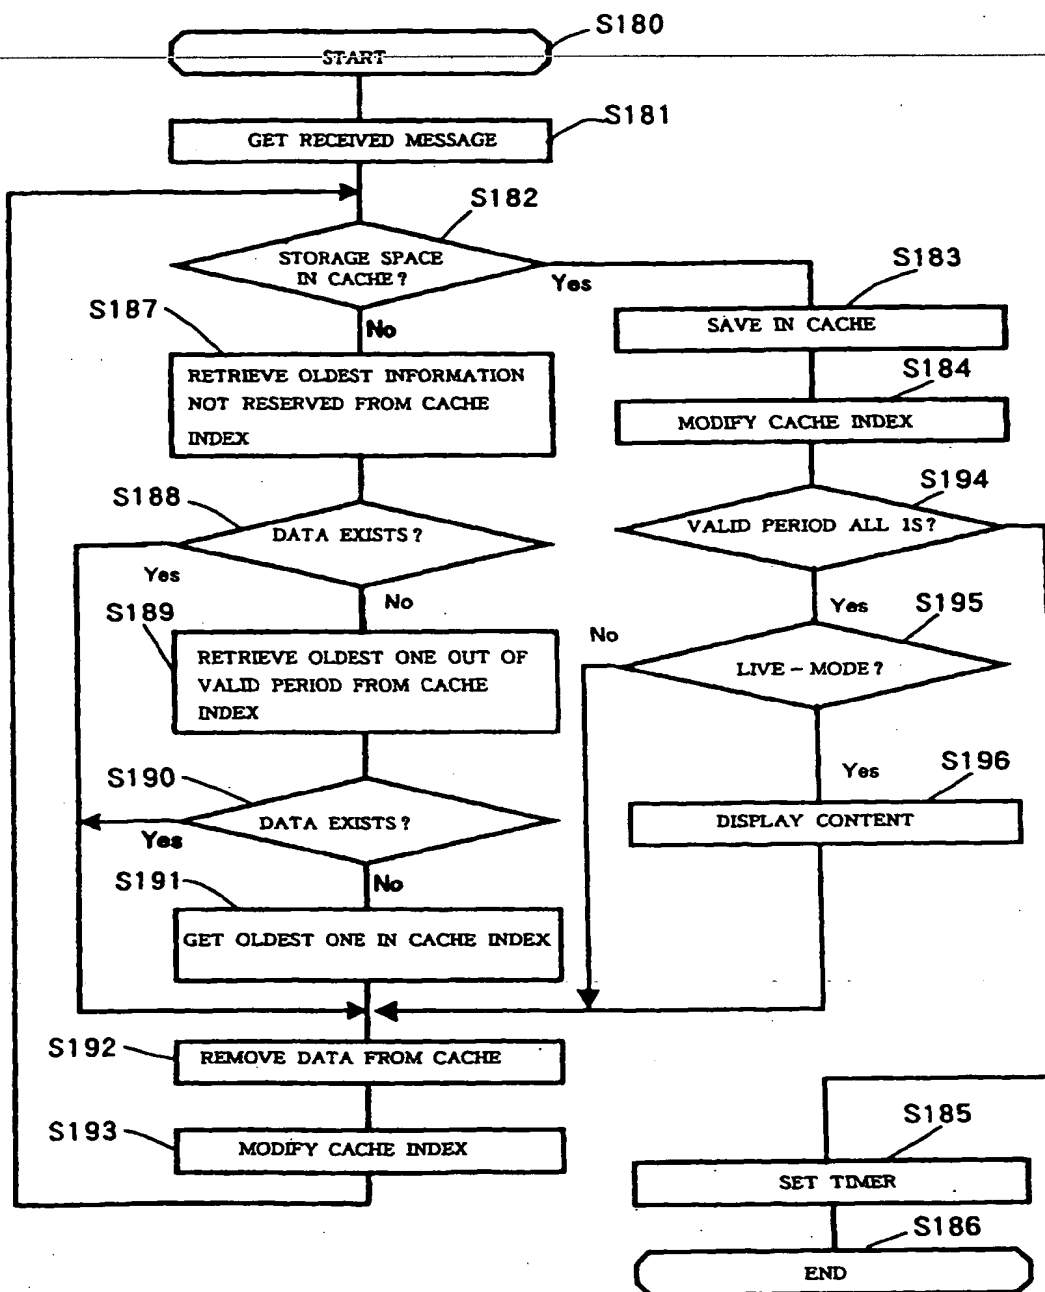 S180
START
S181
GET RECEIVED MESSAGE
S182
STORAGE SPACE
IN CACHE?
Yes
No
S183
SAVE IN CACHE
S184
MODIFY CACHE INDEX
S187
RETRIEVE OLDEST INFORMATION
NOT RESERVED FROM CACHE
INDEX
S188
DATA EXISTS?
Yes
No
S194
VALID PERIOD ALL 1S?
Yes
S189
RETRIEVE OLDEST ONE OUT OF
VALID PERIOD FROM CACHE
INDEX
S195
No
LIVE-MODE?
Yes
S190
DATA EXISTS?
Yes
No
S196
DISPLAY CONTENT
S191
GET OLDEST ONE IN CACHE INDEX
S192
REMOVE DATA FROM CACHE
S193
MODIFY CACHE INDEX
S185
SET TIMER
S186
END